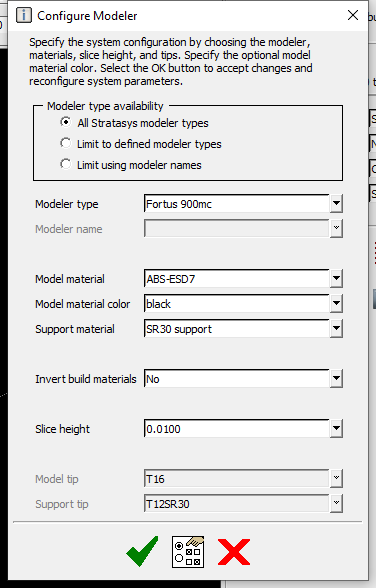 Configure Modeler
Specify the system configuration by choosing the modeler,
materials, slice height, and tips. Specify the optional model
material color. Select the OK button to accept changes and
reconfigure system parameters.
Modeler type availability
All Stratasys modeler types
Limit to defined modeler types
Limit using modeler names
Modeler type Fortus 900mc
Modeler name
Model material ABS-ESD7
Model material color black
Support material SR30 support
Invert build materials No
Slice height 0.0100
Model tip T16
Support tip T12SR30